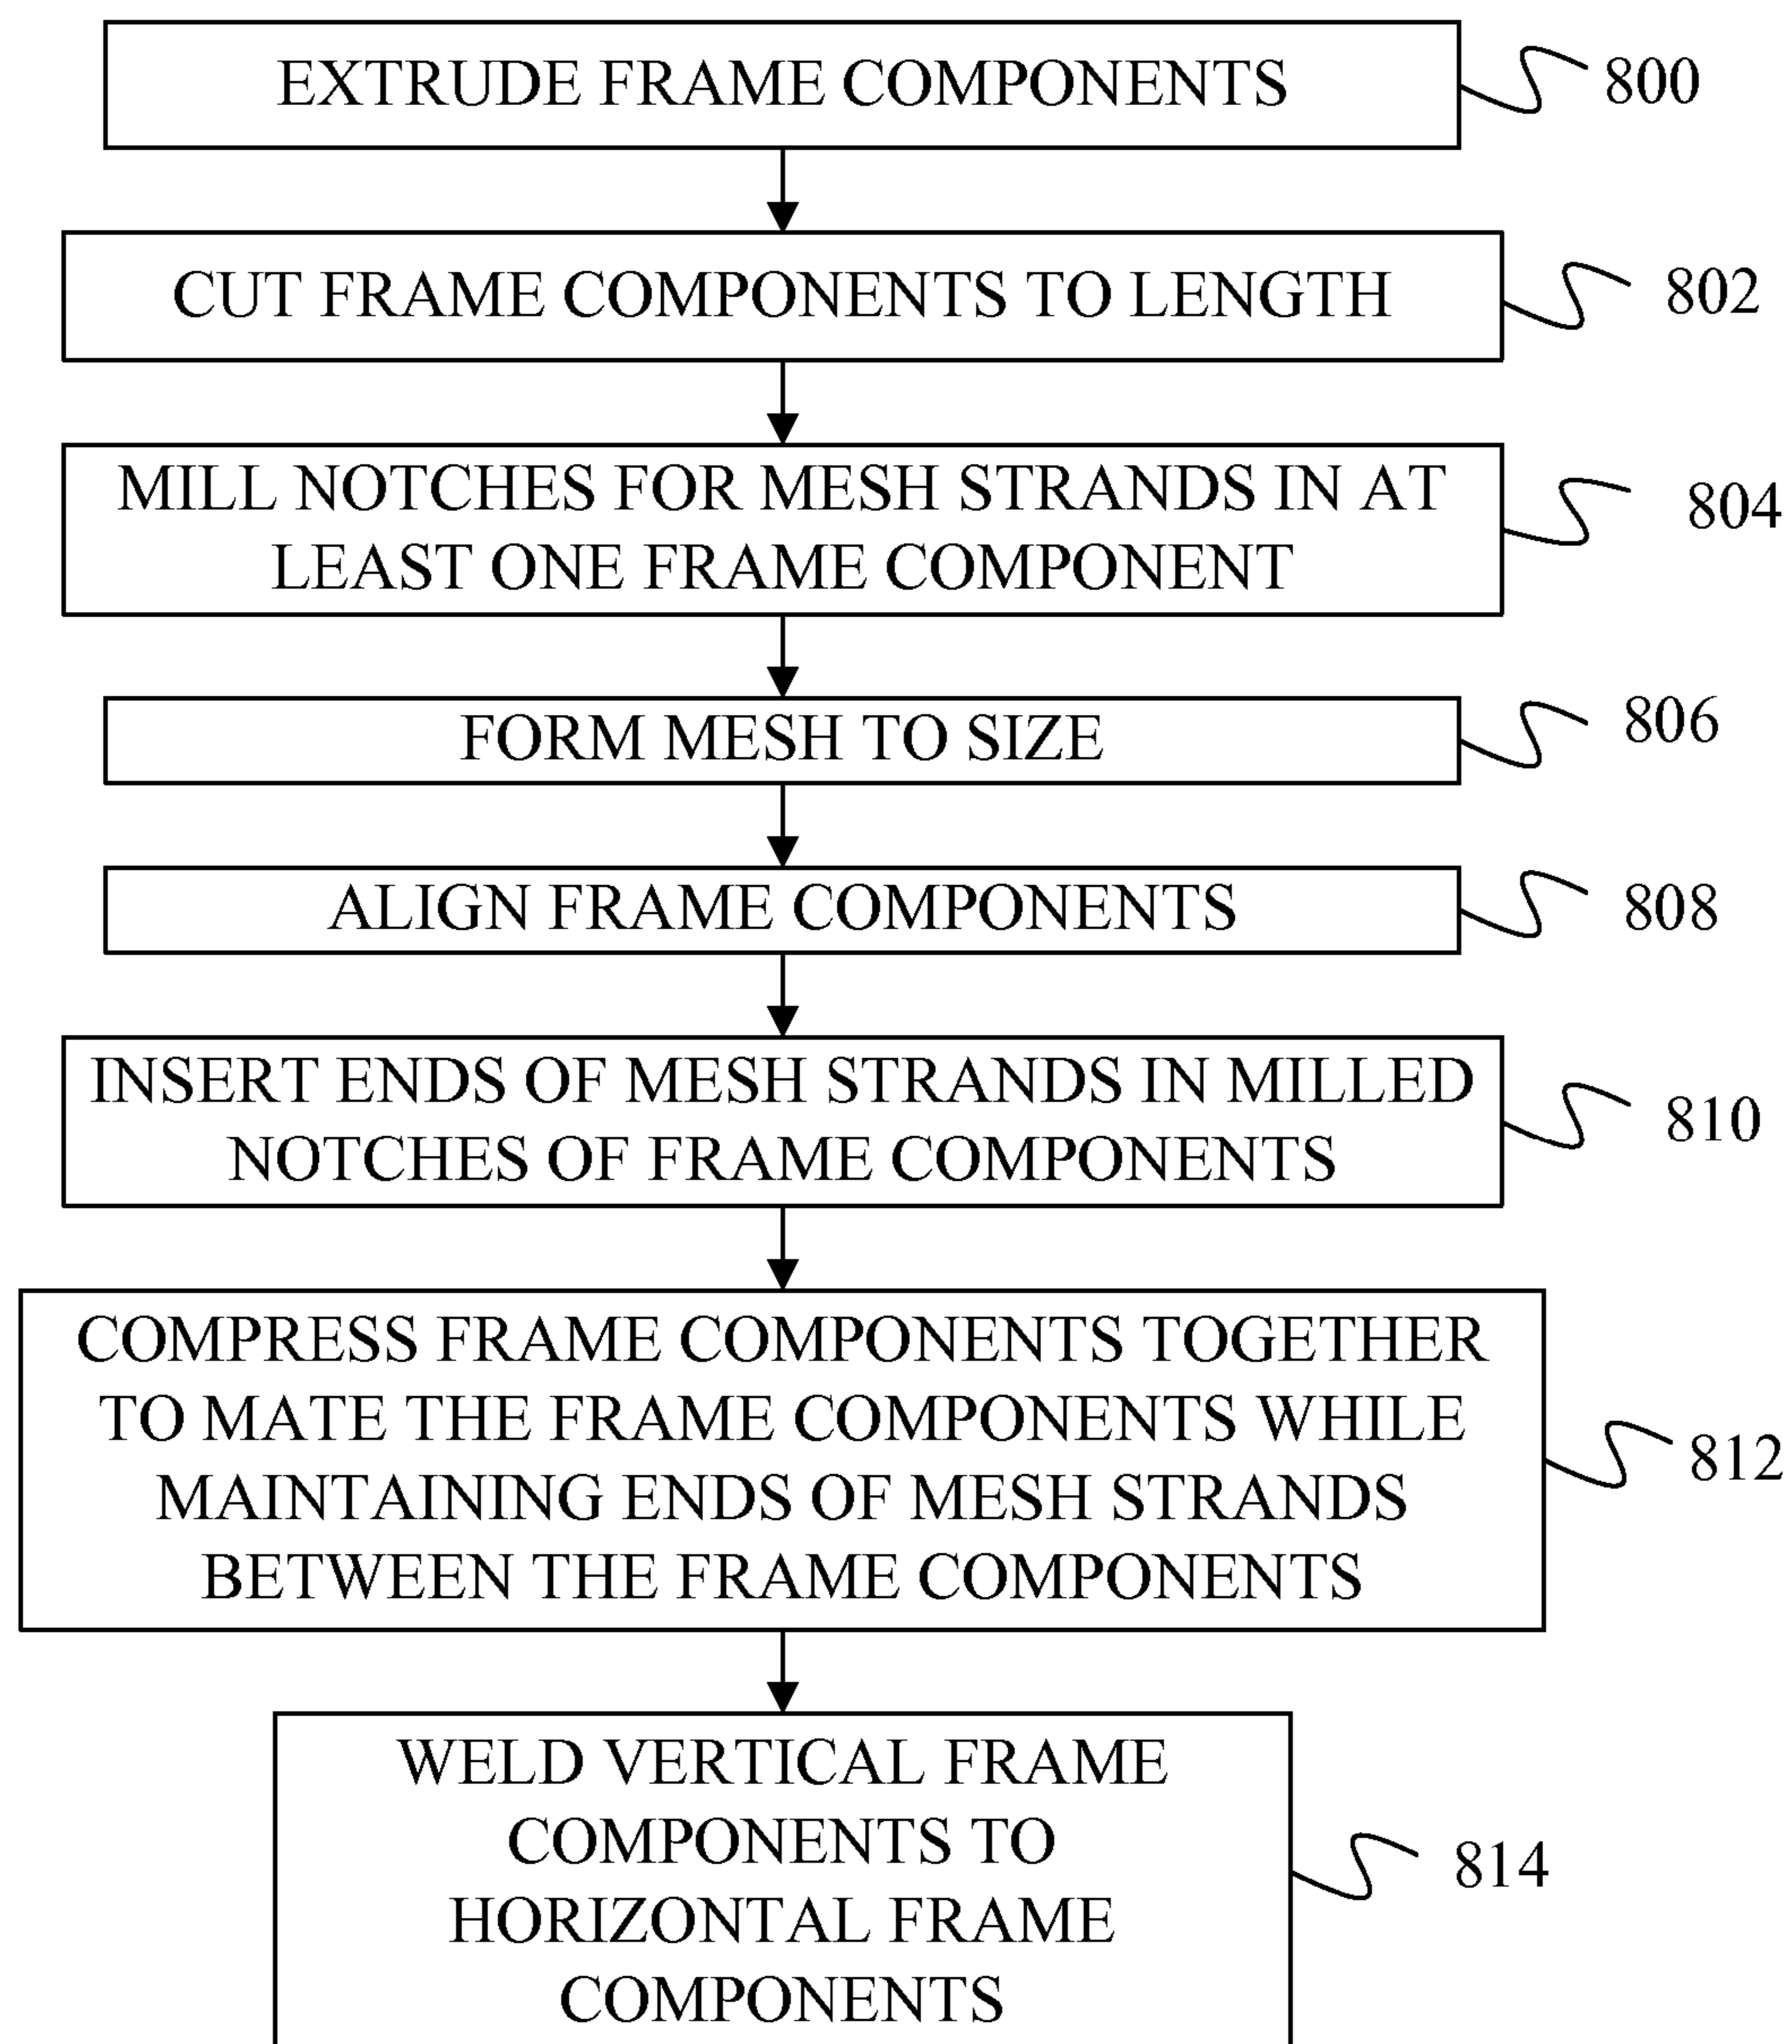 EXTRUDE FRAME COMPONENTS
800
CUT FRAME COMPONENTS TO LENGTH
802
MILL NOTCHES FOR MESH STRANDS IN AT
LEAST ONE FRAME COMPONENT
804
FORM MESH TO SIZE
806
ALIGN FRAME COMPONENTS
808
INSERT ENDS OF MESH STRANDS IN MILLED
NOTCHES OF FRAME COMPONENTS
810
COMPRESS FRAME COMPONENTS TOGETHER
TO MATE THE FRAME COMPONENTS WHILE
MAINTAINING ENDS OF MESH STRANDS
BETWEEN THE FRAME COMPONENTS
812
WELD VERTICAL FRAME
COMPONENTS TO
HORIZONTAL FRAME
COMPONENTS
814